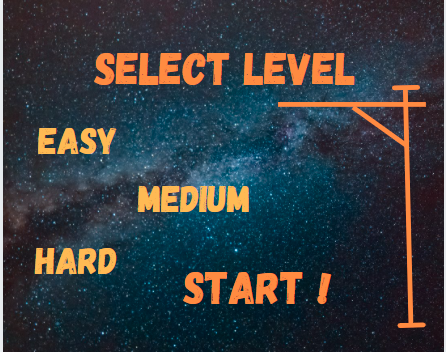 SELECT LEVEL
EASY
MEDIUM
HARD
START !